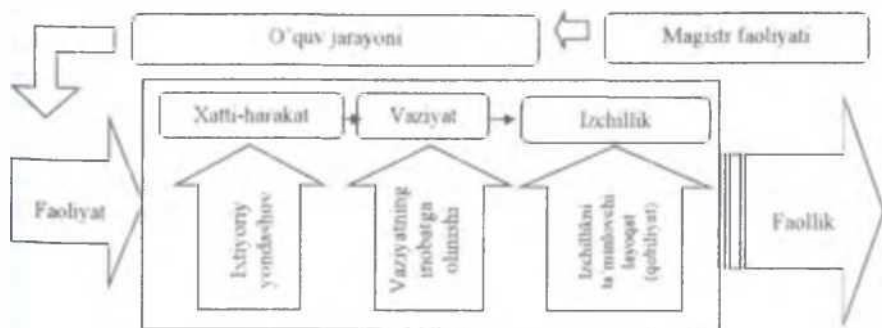 O'quv jarayoni
Magistr faoliyati
Xatti-harakat
Vaziyat
Izchillik
Faoliyat
Ixtiyoriy
yondashuv
Vaziyatning
inobatga
olinishi
Izchillikni
ta'minlovchi
layoqat
(qobiliyat)
Faollik